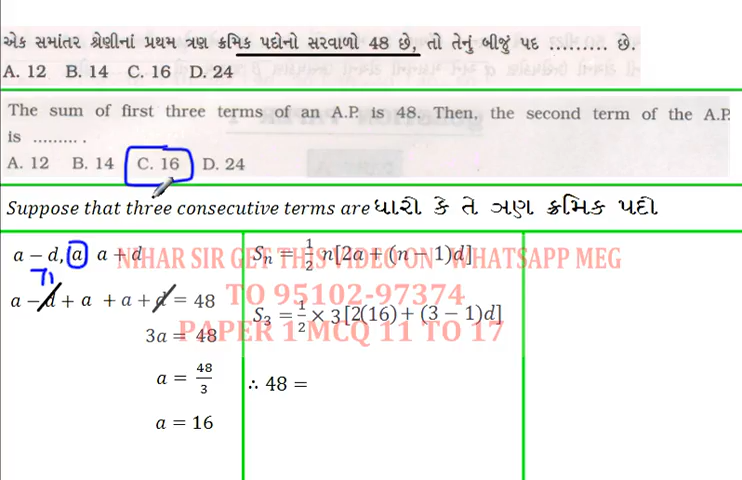 એક સમાંતર શ્રેણીનાં પ્રથમ ત્રણ ક્રમિક પદોનો સરવાળો 48 છે, તો તેનું બીજું પદ ......... છે.
A. 12 B. 14 C. 16 D. 24
The sum of first three terms of an A.P. is 48. Then, the second term of the A.P.
is ......... .
A. 12 B. 14 C. 16 D. 24
Suppose that three consecutive terms are ધારો કે તે ત્રણ ક્રમિક પદો
a − d, a a + d
a − d + a + a + d = 48
3a = 48
a = 48/3
a = 16
Sₙ = 1/2 n[2a + (n − 1)d]
S₃ = 1/2 × 3[2(16) + (3 − 1)d]
∴ 48 =
NIHAR SIR GET THIS VIDEO ON WHATSAPP MEG
TO 95102-97374
PAPER 1 MCQ 11 TO 17